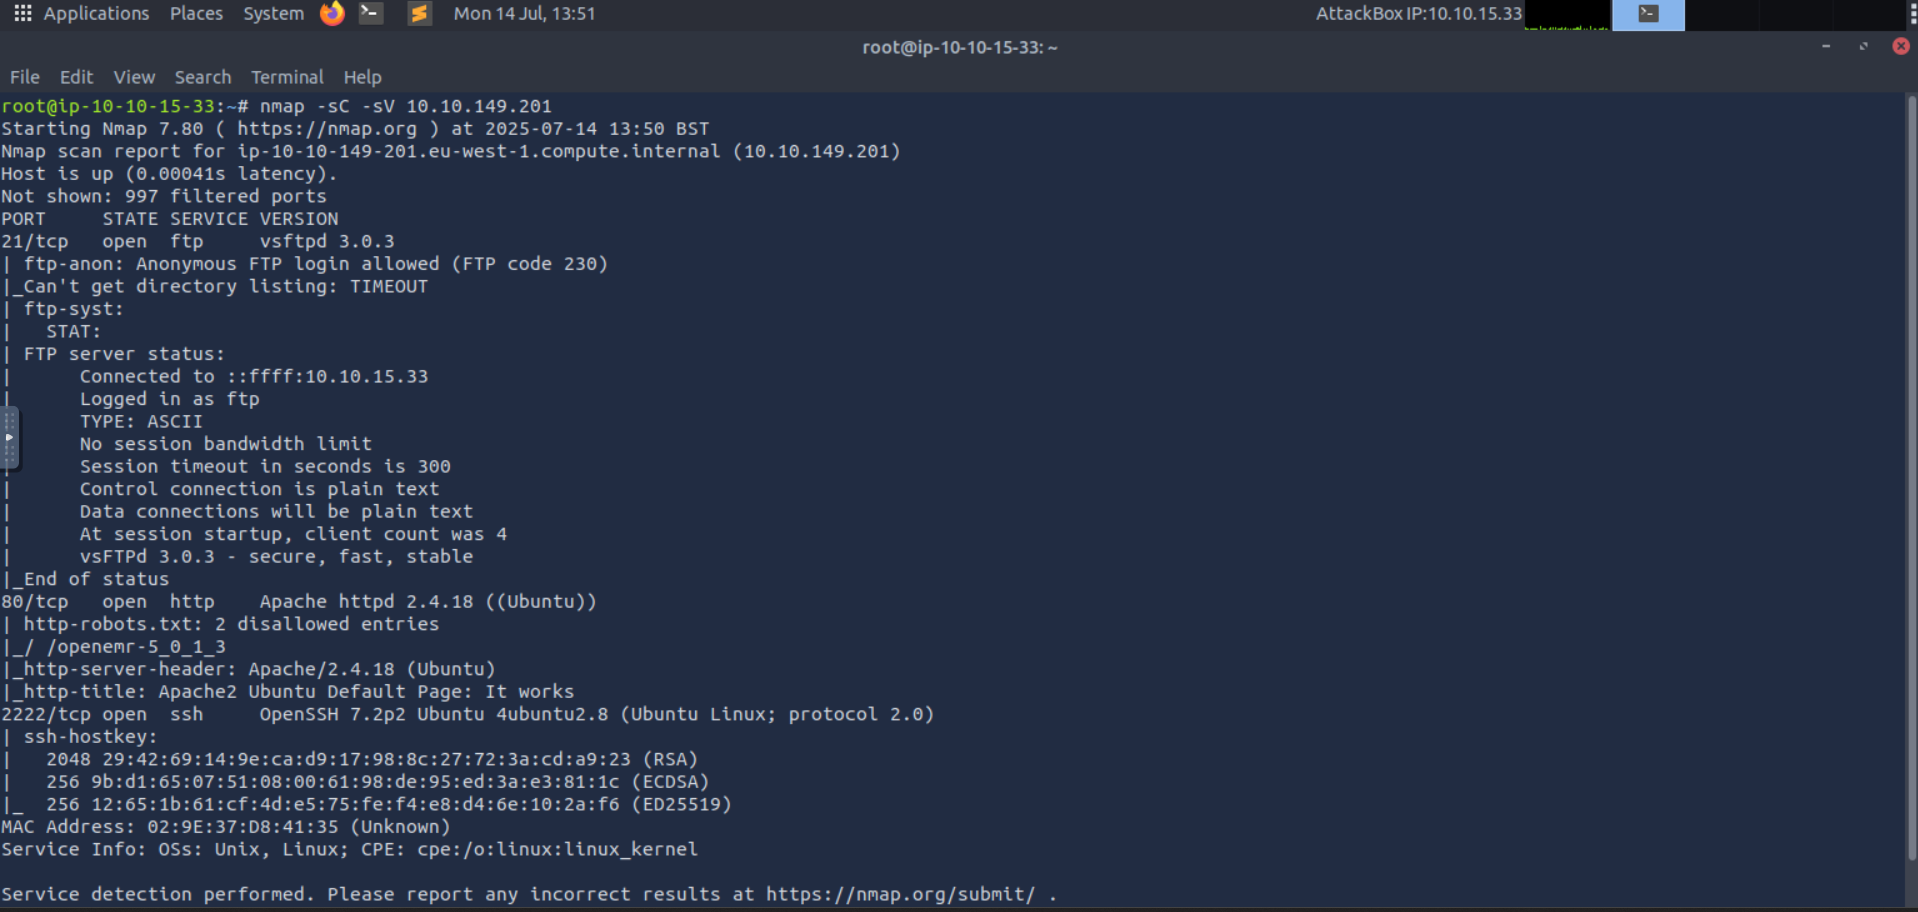 Applications Places System Mon 14 Jul, 13:51 AttackBox IP:10.10.15.33
root@ip-10-10-15-33: ~
File Edit View Search Terminal Help
root@ip-10-10-15-33:~# nmap -sC -sV 10.10.149.201
Starting Nmap 7.80 ( https://nmap.org ) at 2025-07-14 13:50 BST
Nmap scan report for ip-10-10-149-201.eu-west-1.compute.internal (10.10.149.201)
Host is up (0.00041s latency).
Not shown: 997 filtered ports
PORT     STATE SERVICE VERSION
21/tcp   open  ftp     vsftpd 3.0.3
| ftp-anon: Anonymous FTP login allowed (FTP code 230)
|_Can't get directory listing: TIMEOUT
| ftp-syst:
|   STAT:
| FTP server status:
|      Connected to ::ffff:10.10.15.33
|      Logged in as ftp
|      TYPE: ASCII
|      No session bandwidth limit
|      Session timeout in seconds is 300
|      Control connection is plain text
|      Data connections will be plain text
|      At session startup, client count was 4
|      vsFTPd 3.0.3 - secure, fast, stable
|_End of status
80/tcp   open  http    Apache httpd 2.4.18 ((Ubuntu))
| http-robots.txt: 2 disallowed entries
|_/ /openemr-5_0_1_3
|_http-server-header: Apache/2.4.18 (Ubuntu)
|_http-title: Apache2 Ubuntu Default Page: It works
2222/tcp open  ssh     OpenSSH 7.2p2 Ubuntu 4ubuntu2.8 (Ubuntu Linux; protocol 2.0)
| ssh-hostkey:
|   2048 29:42:69:14:9e:ca:d9:17:98:8c:27:72:3a:cd:a9:23 (RSA)
|   256 9b:d1:65:07:51:08:00:61:98:de:95:ed:3a:e3:81:1c (ECDSA)
|_  256 12:65:1b:61:cf:4d:e5:75:fe:f4:e8:d4:6e:10:2a:f6 (ED25519)
MAC Address: 02:9E:37:D8:41:35 (Unknown)
Service Info: OSs: Unix, Linux; CPE: cpe:/o:linux:linux_kernel
Service detection performed. Please report any incorrect results at https://nmap.org/submit/ .